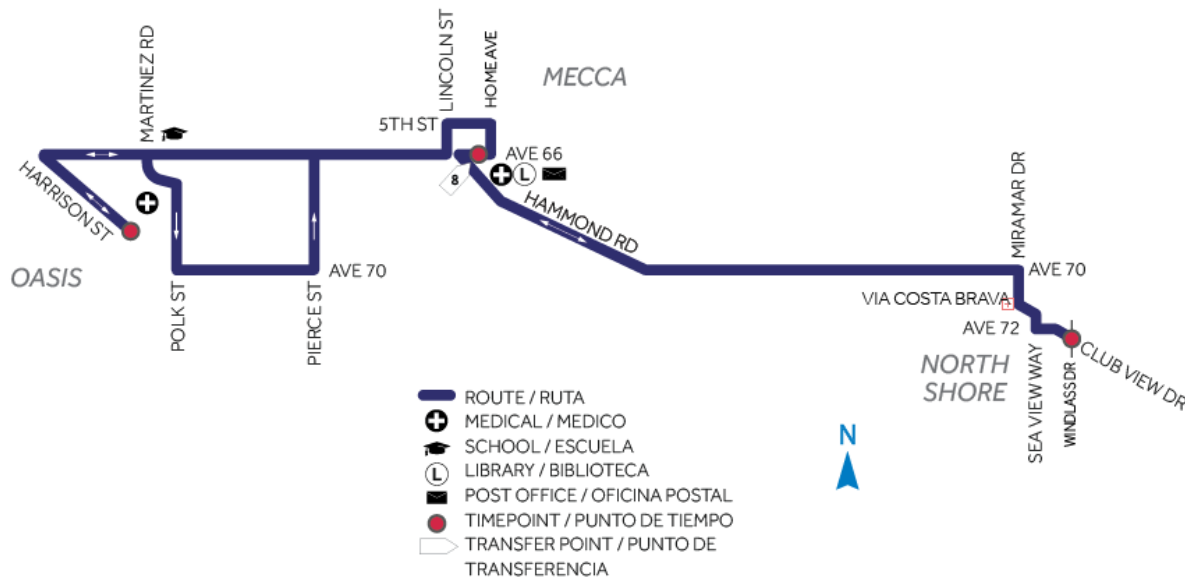 MARTINEZ RD
LINCOLN ST
HOME AVE
MECCA
5TH ST
AVE 66
8
HARRISON ST
HAMMOND RD
MIRAMAR DR
OASIS
AVE 70
AVE 70
POLK ST
PIERCE ST
VIA COSTA BRAVA
AVE 72
NORTH
SHORE
SEA VIEW WAY
WINDLASS DR
CLUB VIEW DR
ROUTE / RUTA
MEDICAL / MEDICO
SCHOOL / ESCUELA
L
L
LIBRARY / BIBLIOTECA
POST OFFICE / OFICINA POSTAL
TIMEPOINT / PUNTO DE TIEMPO
TRANSFER POINT / PUNTO DE
TRANSFERENCIA
N